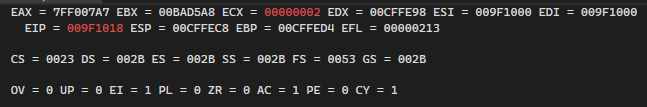 EAX = 7FF007A7 EBX = 00BAD5A8 ECX = 00000002 EDX = 00CFFE98 ESI = 009F1000 EDI = 009F1000
EIP = 009F1018 ESP = 00CFFEC8 EBP = 00CFFED4 EFL = 00000213
CS = 0023 DS = 002B ES = 002B SS = 002B FS = 0053 GS = 002B
OV = 0 UP = 0 EI = 1 PL = 0 ZR = 0 AC = 1 PE = 0 CY = 1